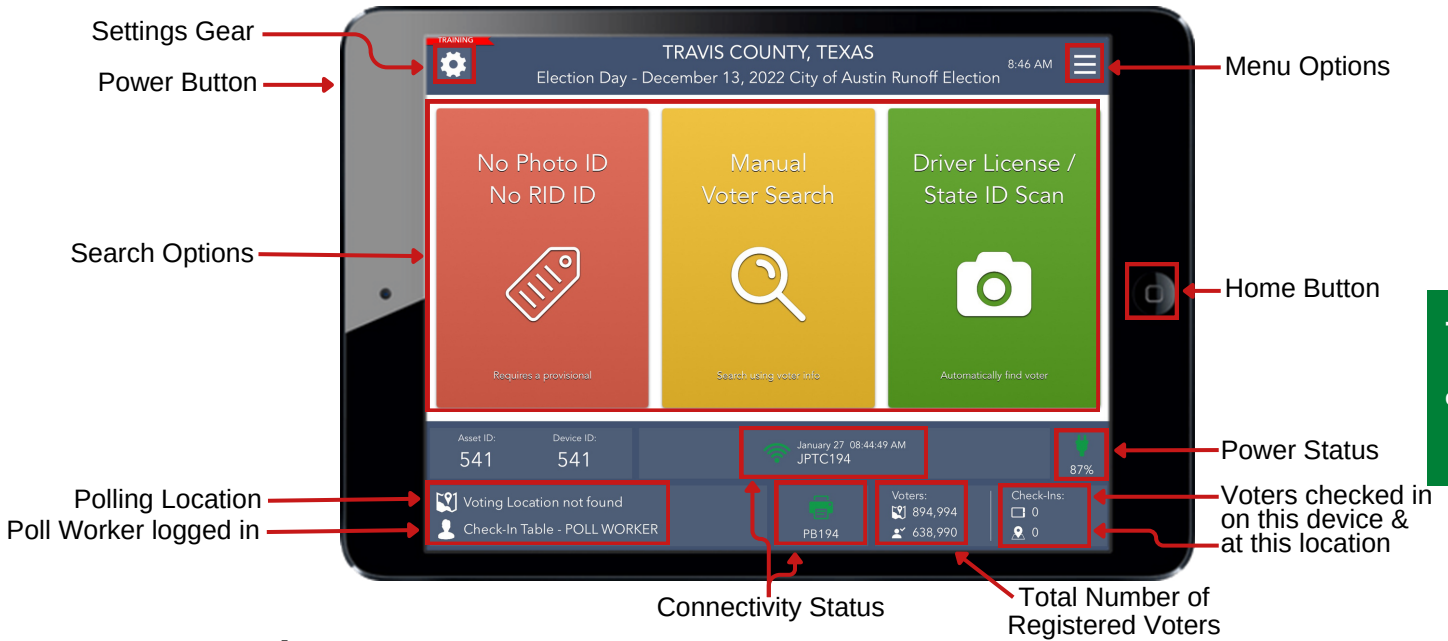 Settings Gear
Power Button
Search Options
Polling Location
Poll Worker logged in
TRAINING
TRAVIS COUNTY, TEXAS
Election Day - December 13, 2022 City of Austin Runoff Election
8:46 AM
No Photo ID
No RID ID
Requires a provisional
Manual
Voter Search
Search using voter info
Driver License /
State ID Scan
Automatically find voter
Asset ID:
541
Device ID:
541
January 27 08:44:49 AM
JPTC194
87%
Voting Location not found
Check-In Table - POLL WORKER
PB194
Voters:
894,994
638,990
Check-Ins:
0
0
Menu Options
Home Button
Power Status
Voters checked in
on this device &
at this location
Connectivity Status
Total Number of
Registered Voters